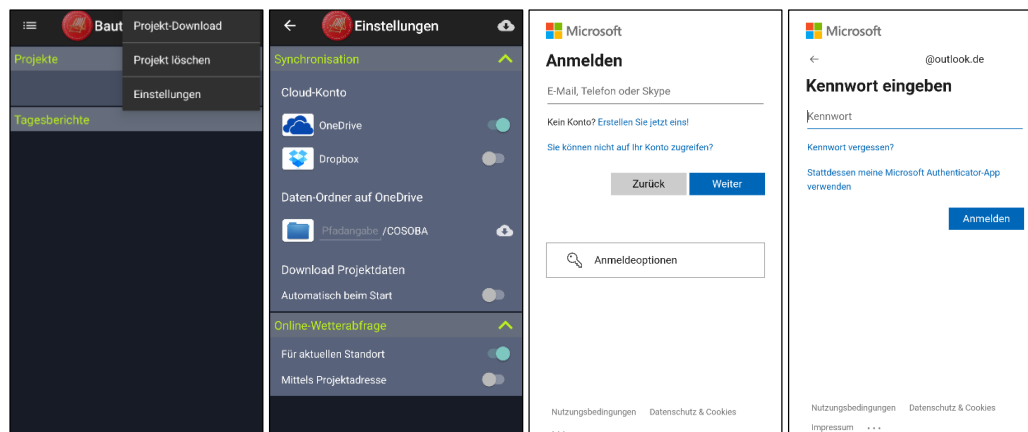 Baut
Projekt-Download
Projekt löschen
Einstellungen
Projekte
Tagesberichte
Einstellungen
Synchronisation
Cloud-Konto
OneDrive
Dropbox
Daten-Ordner auf OneDrive
Pfadangabe /COSOBA
Download Projektdaten
Automatisch beim Start
Online-Wetterabfrage
Für aktuellen Standort
Mittels Projektadresse
Microsoft
Anmelden
E-Mail, Telefon oder Skype
Kein Konto? Erstellen Sie jetzt eins!
Sie können nicht auf Ihr Konto zugreifen?
Zurück
Weiter
Anmeldeoptionen
Nutzungsbedingungen Datenschutz & Cookies
Microsoft
@outlook.de
Kennwort eingeben
Kennwort
Kennwort vergessen?
Stattdessen meine Microsoft Authenticator-App
verwenden
Anmelden
Nutzungsbedingungen Datenschutz & Cookies
Impressum ...